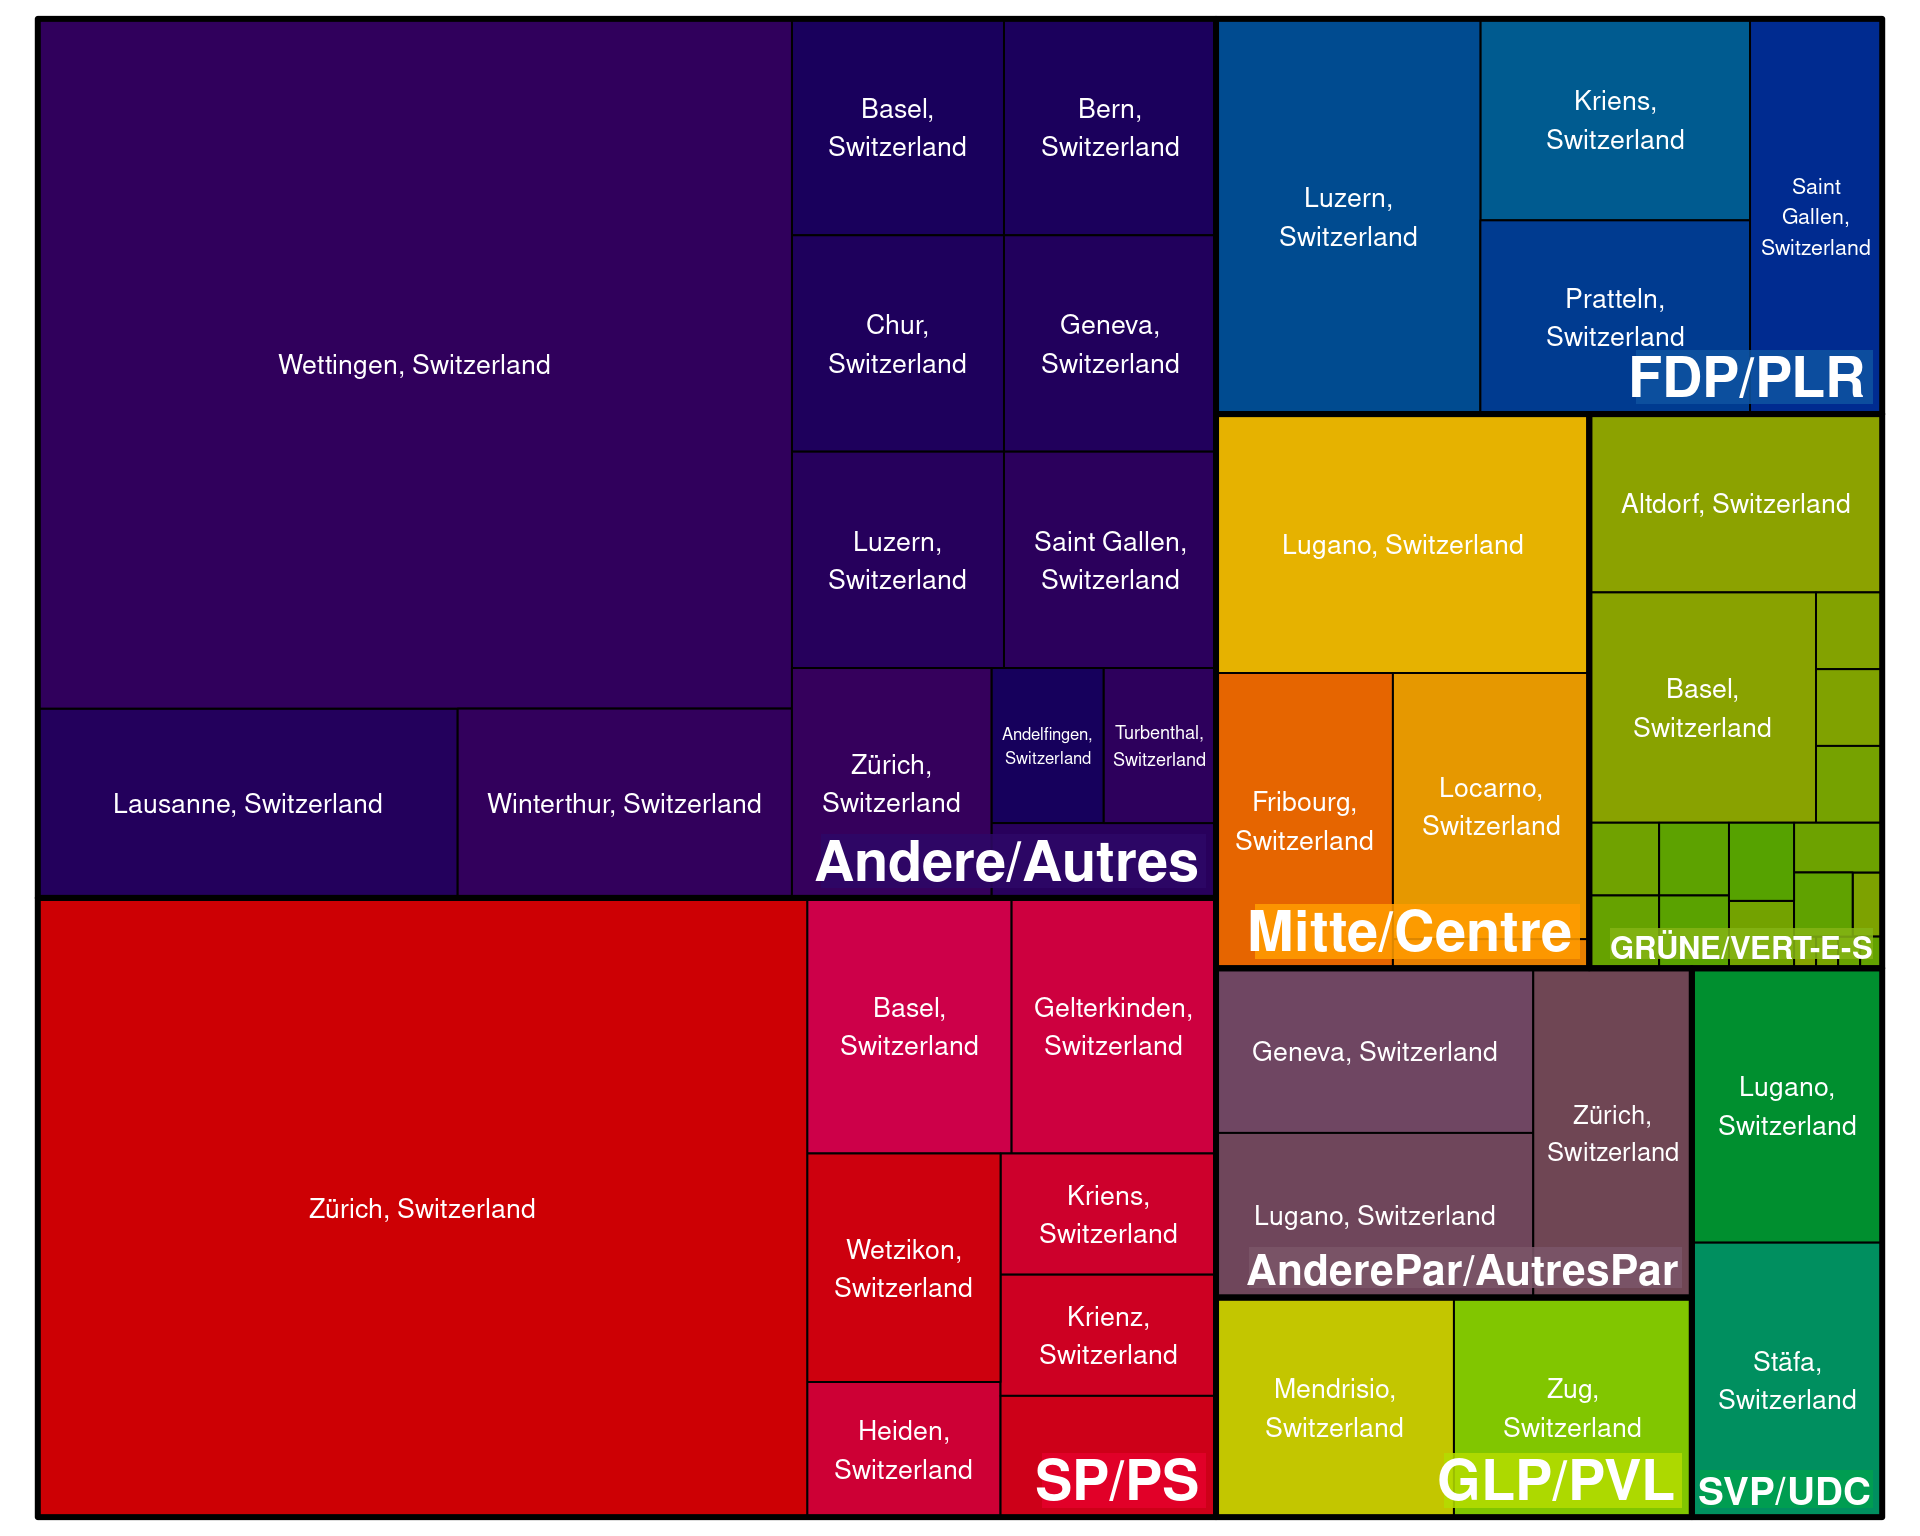 Wettingen, Switzerland
Basel,
Switzerland
Bern,
Switzerland
Chur,
Switzerland
Geneva,
Switzerland
Luzern,
Switzerland
Saint Gallen,
Switzerland
Lausanne, Switzerland
Winterthur, Switzerland
Zürich,
Switzerland
Andelfingen,
Switzerland
Turbenthal,
Switzerland
Andere/Autres
Luzern,
Switzerland
Kriens,
Switzerland
Pratteln,
Switzerland
Saint
Gallen,
Switzerland
FDP/PLR
Lugano, Switzerland
Fribourg,
Switzerland
Locarno,
Switzerland
Mitte/Centre
Altdorf, Switzerland
Basel,
Switzerland
GRÜNE/VERT-E-S
Zürich, Switzerland
Basel,
Switzerland
Gelterkinden,
Switzerland
Wetzikon,
Switzerland
Kriens,
Switzerland
Krienz,
Switzerland
Heiden,
Switzerland
SP/PS
Geneva, Switzerland
Lugano, Switzerland
Zürich,
Switzerland
AnderePar/AutresPar
Mendrisio,
Switzerland
Zug,
Switzerland
GLP/PVL
Lugano,
Switzerland
Stäfa,
Switzerland
SVP/UDC